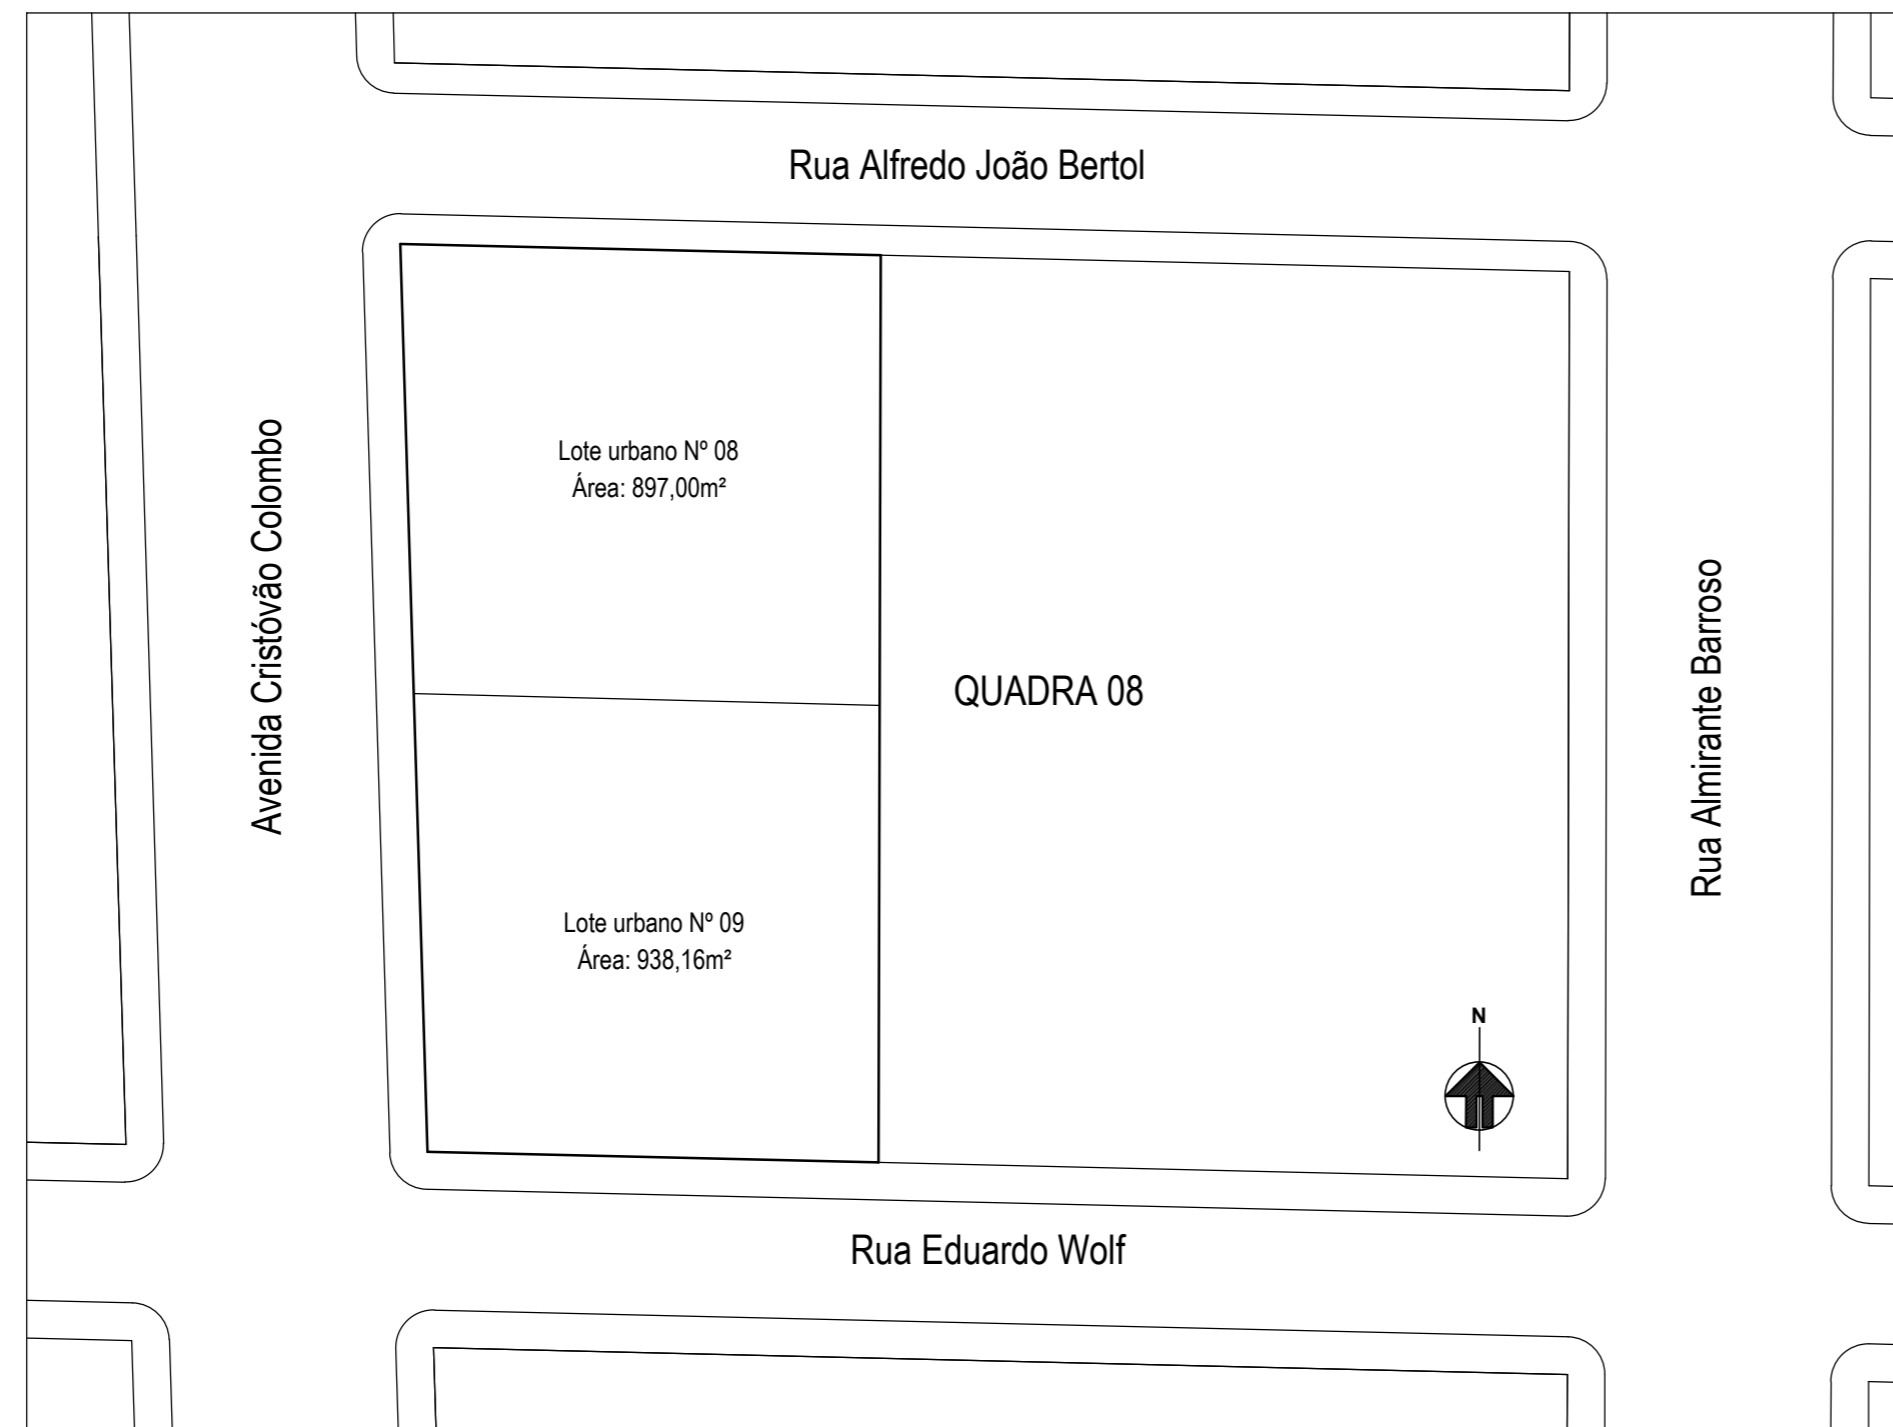 Rua Alfredo João Bertol
Avenida Cristóvão Colombo
Lote urbano Nº 08
Área: 897,00m²
QUADRA 08
Rua Almirante Barroso
Lote urbano Nº 09
Área: 938,16m²
N
Rua Eduardo Wolf